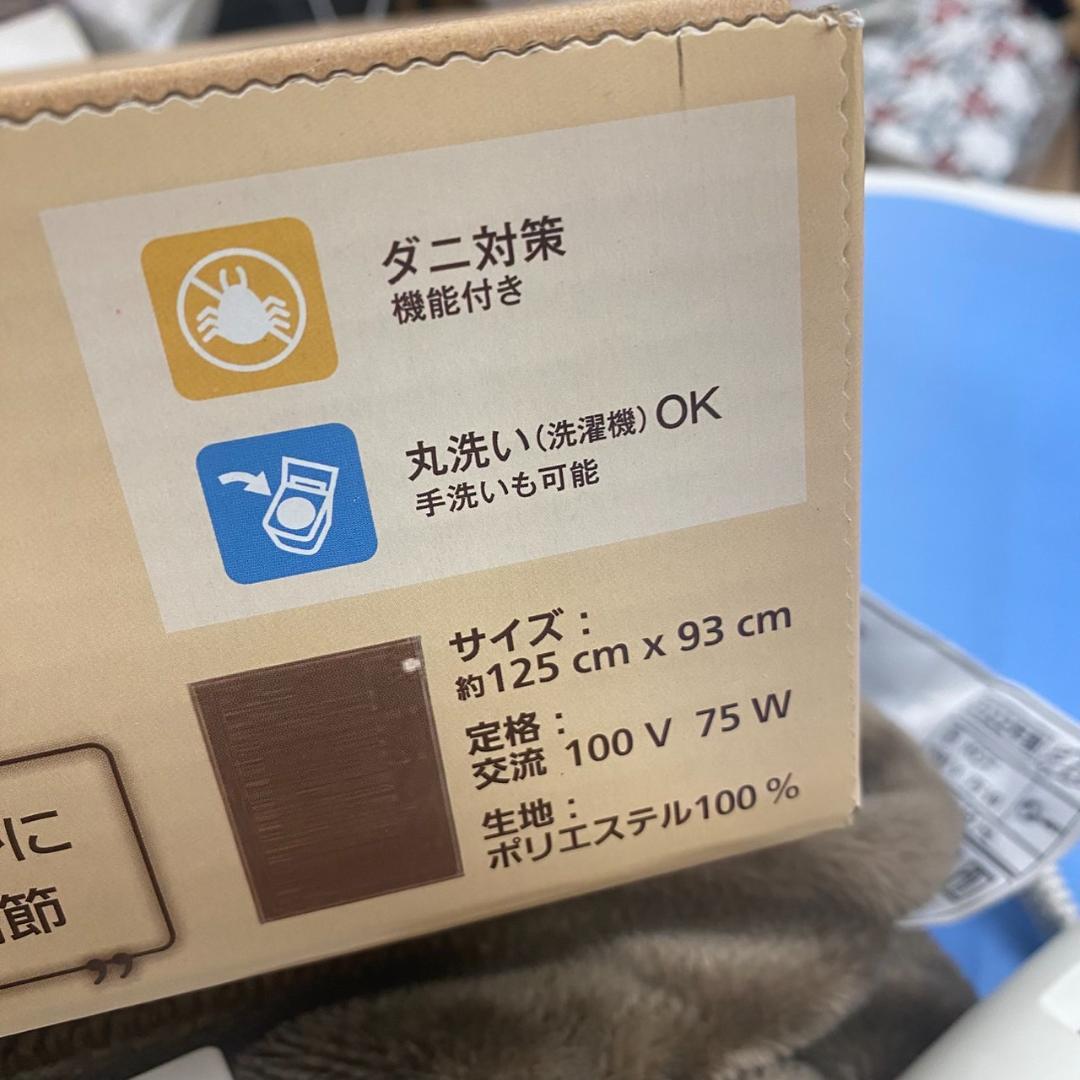 ダニ対策
機能付き
丸洗い(洗濯機)OK
手洗いも可能
サイズ：
約125 cm x 93 cm
定格：
交流 100 V 75 W
生地：
ポリエステル100 %
に
節
”